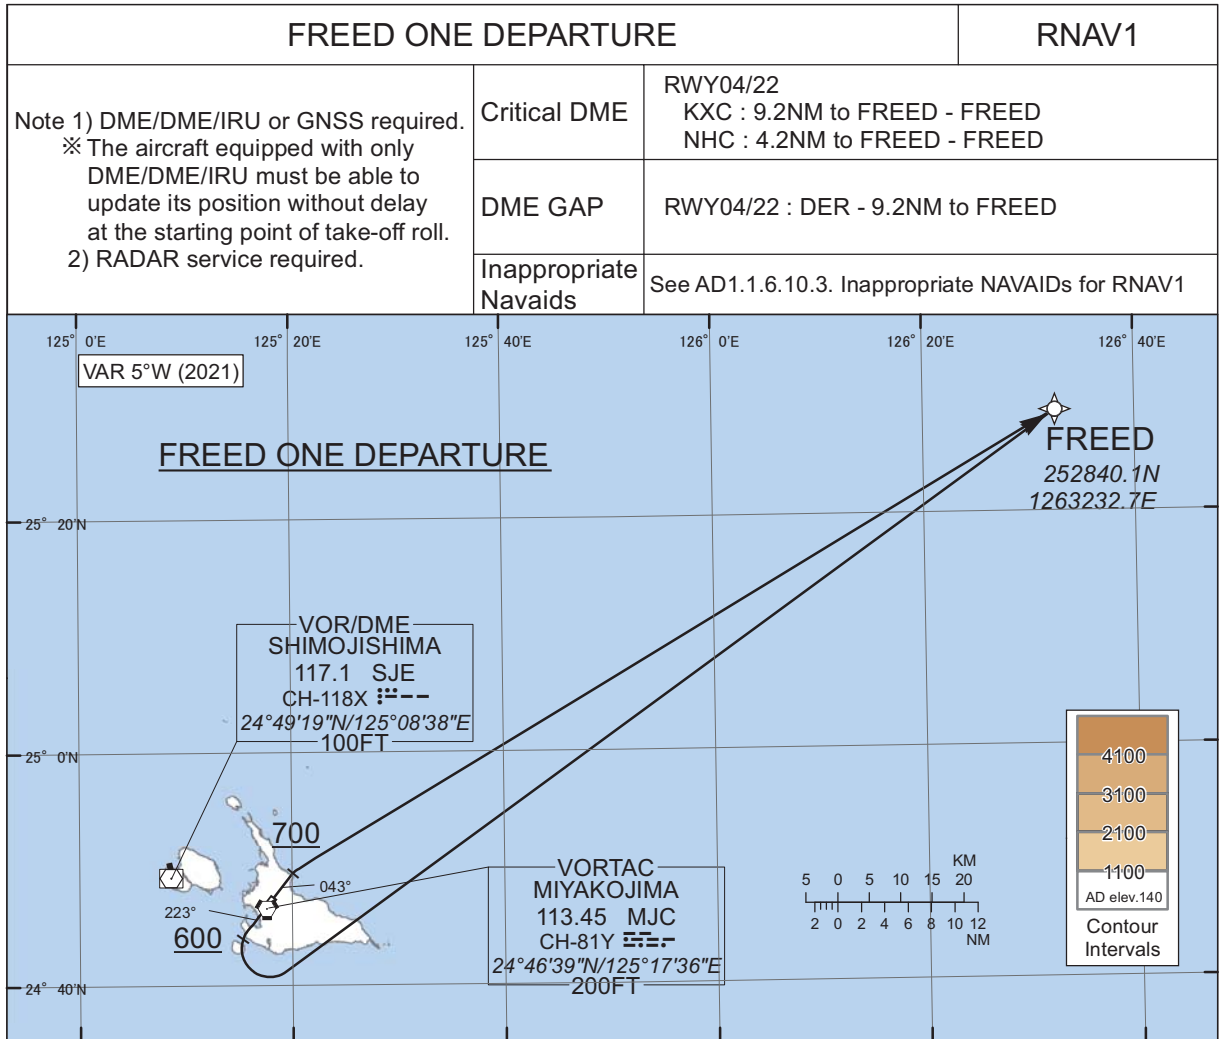 FREED ONE DEPARTURE
RNAV1
Note 1) DME/DME/IRU or GNSS required.
※ The aircraft equipped with only
DME/DME/IRU must be able to
update its position without delay
at the starting point of take-off roll.
2) RADAR service required.
Critical DME
RWY04/22
KXC : 9.2NM to FREED - FREED
NHC : 4.2NM to FREED - FREED
DME GAP
RWY04/22 : DER - 9.2NM to FREED
Inappropriate
Navaids
See AD1.1.6.10.3. Inappropriate NAVAIDs for RNAV1
125° 0'E
125° 20'E
125° 40'E
126° 0'E
126° 20'E
126° 40'E
VAR 5°W (2021)
FREED ONE DEPARTURE
FREED
252840.1N
1263232.7E
25° 20'N
VOR/DME
SHIMOJISHIMA
117.1 SJE
CH-118X
24°49'19"N/125°08'38"E
100FT
25° 0'N
700
043°
223°
600
VORTAC
MIYAKOJIMA
113.45 MJC
CH-81Y
24°46'39"N/125°17'36"E
200FT
24° 40'N
KM
5 0 5 10 15 20
2 0 2 4 6 8 10 12
NM
4100
3100
2100
1100
AD elev.140
Contour
Intervals